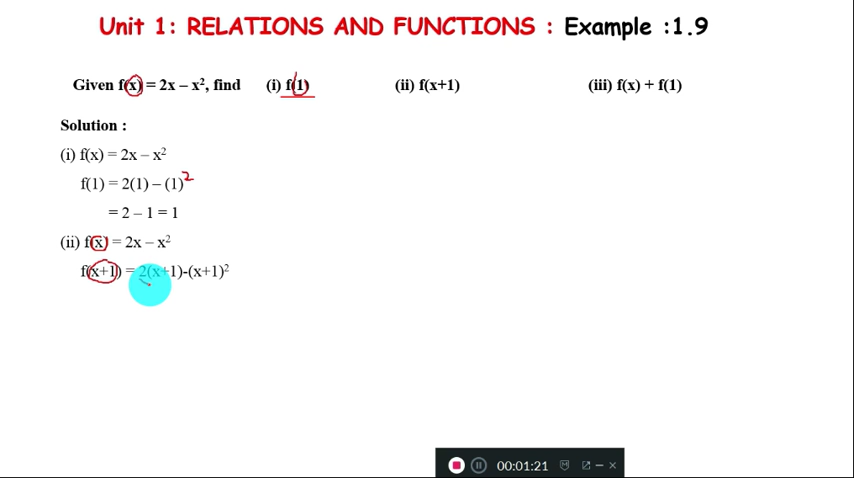 Unit 1: RELATIONS AND FUNCTIONS : Example :1.9
Given f(x) = 2x – x², find (i) f(1) (ii) f(x+1) (iii) f(x) + f(1)
Solution :
(i) f(x) = 2x – x²
f(1) = 2(1) – (1)²
= 2 – 1 = 1
(ii) f(x) = 2x – x²
f(x+1) = 2(x+1)-(x+1)²
00:01:21